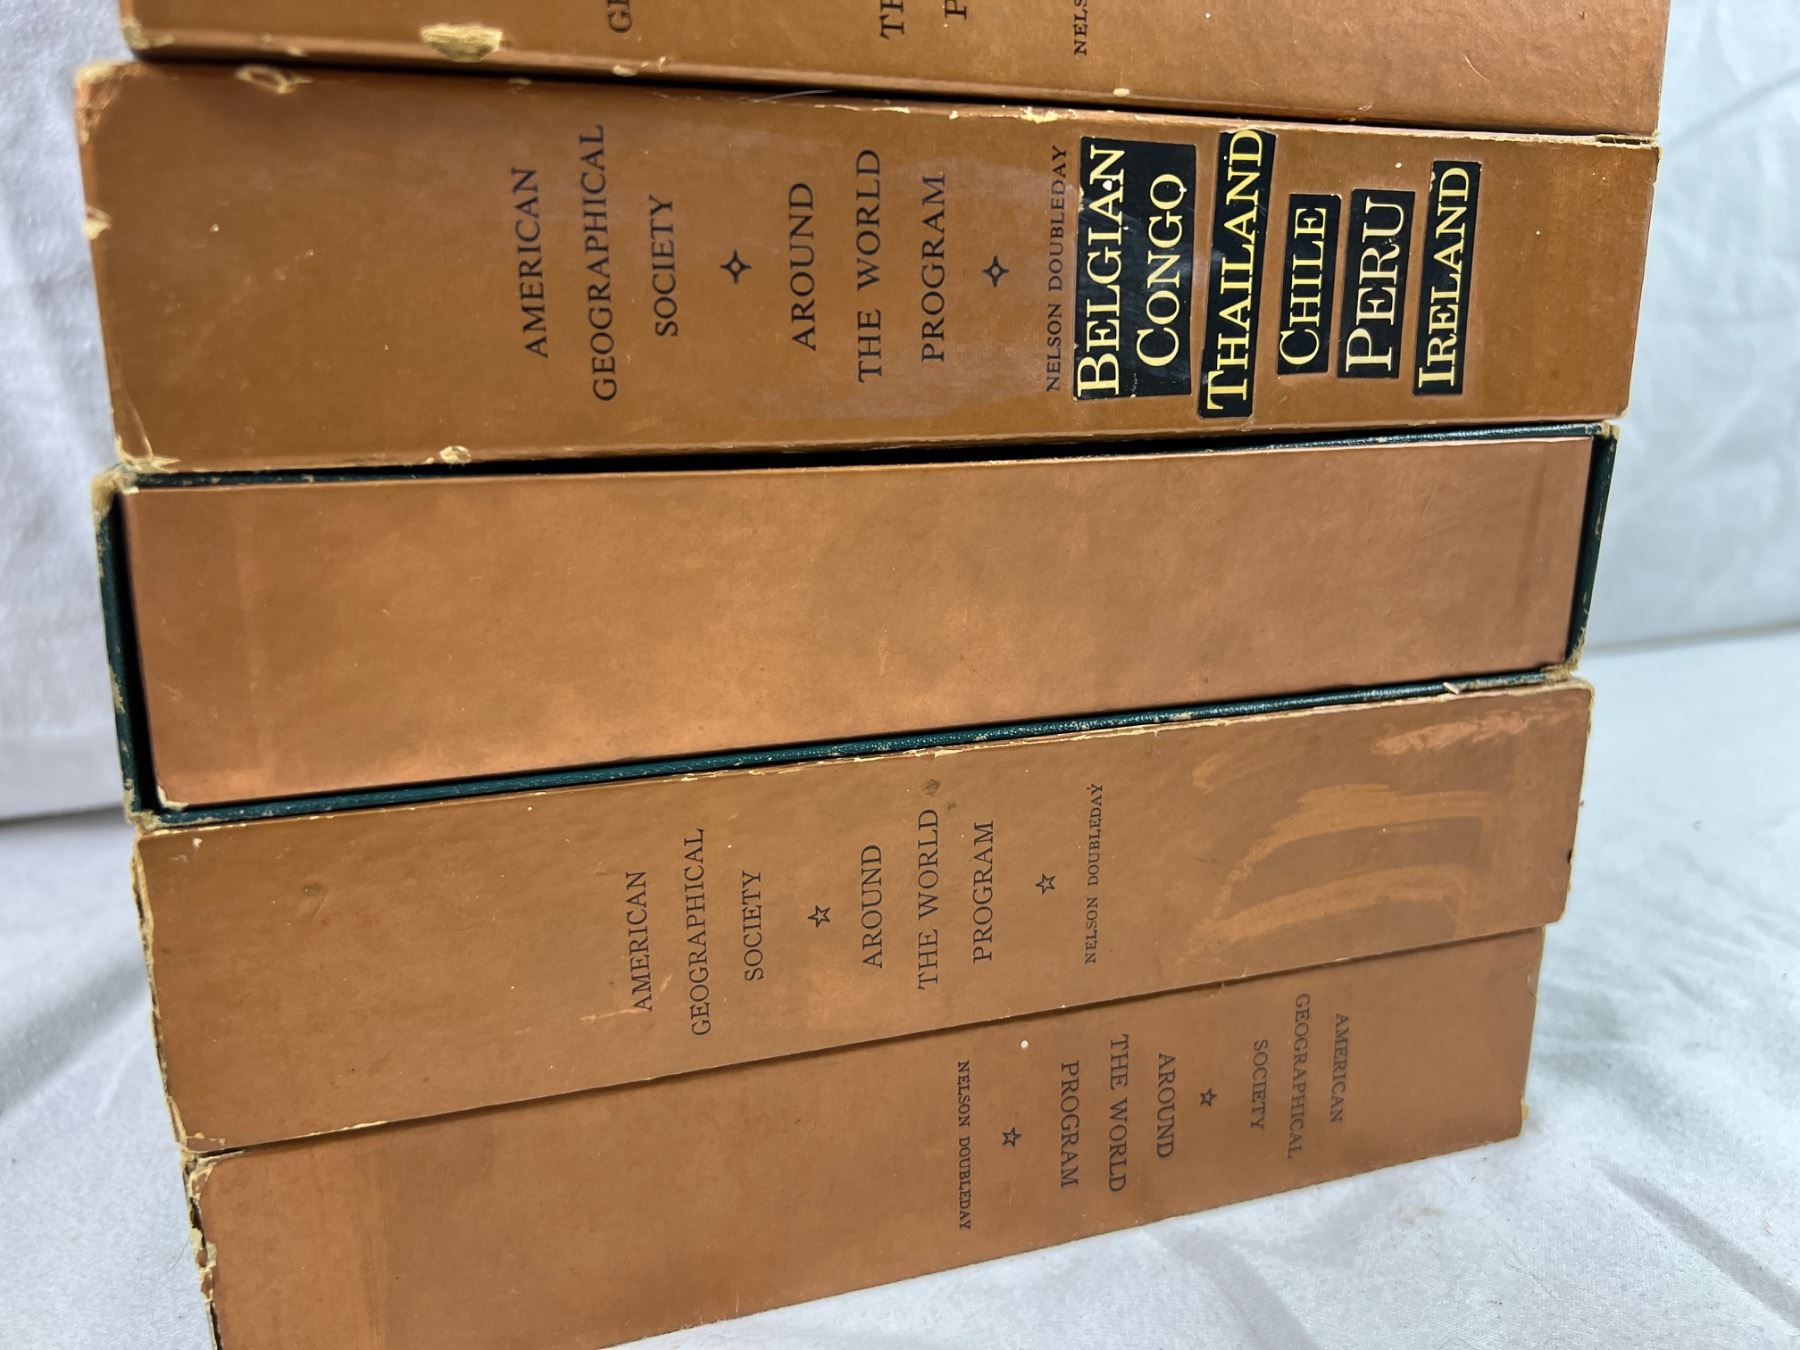 NELSON DOUBLEDAY
AMERICAN
GEOGRAPHICAL
SOCIETY
AROUND
THE WORLD
PROGRAM
NELSON DOUBLEDAY
BELGIAN
CONGO
THAILAND
CHILE
PERU
IRELAND
AMERICAN
GEOGRAPHICAL
SOCIETY
AROUND
THE WORLD
PROGRAM
NELSON DOUBLEDAY
AMERICAN
GEOGRAPHICAL
SOCIETY
AROUND
THE WORLD
PROGRAM